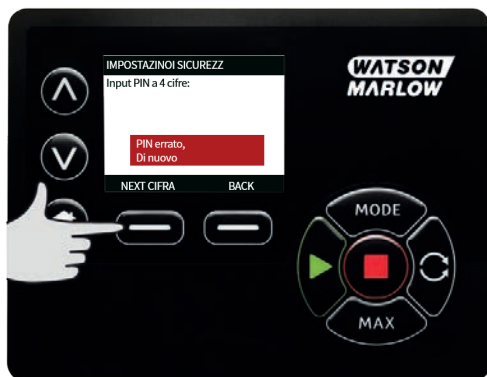 IMPOSTAZINOI SICUREZZ
Input PIN a 4 cifre:
PIN errato,
Di nuovo
NEXT CIFRA BACK
WATSON
MARLOW
MODE
MAX